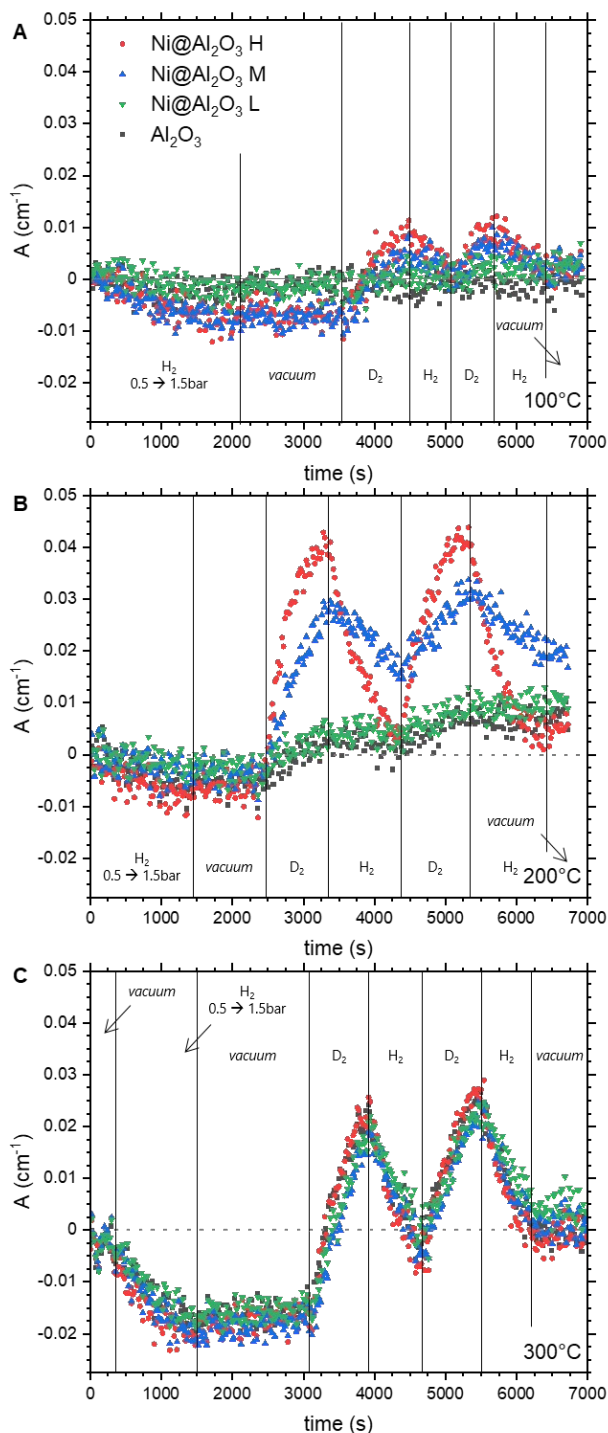 A
Ni@Al₂O₃ H
Ni@Al₂O₃ M
Ni@Al₂O₃ L
Al₂O₃
0.05
0.04
0.03
0.02
0.01
0
-0.01
-0.02
A (cm⁻¹)
vacuum
H₂
0.5 → 1.5bar
vacuum
D₂
H₂
D₂
H₂
100°C
0 1000 2000 3000 4000 5000 6000 7000
time (s)
B
0.05
0.04
0.03
0.02
0.01
0
-0.01
-0.02
A (cm⁻¹)
vacuum
H₂
0.5 → 1.5bar
vacuum
D₂
H₂
D₂
H₂
200°C
0 1000 2000 3000 4000 5000 6000 7000
time (s)
C
0.05
0.04
0.03
0.02
0.01
0
-0.01
-0.02
A (cm⁻¹)
vacuum
H₂
0.5 → 1.5bar
vacuum
D₂
H₂
D₂
H₂
vacuum
300°C
0 1000 2000 3000 4000 5000 6000 7000
time (s)